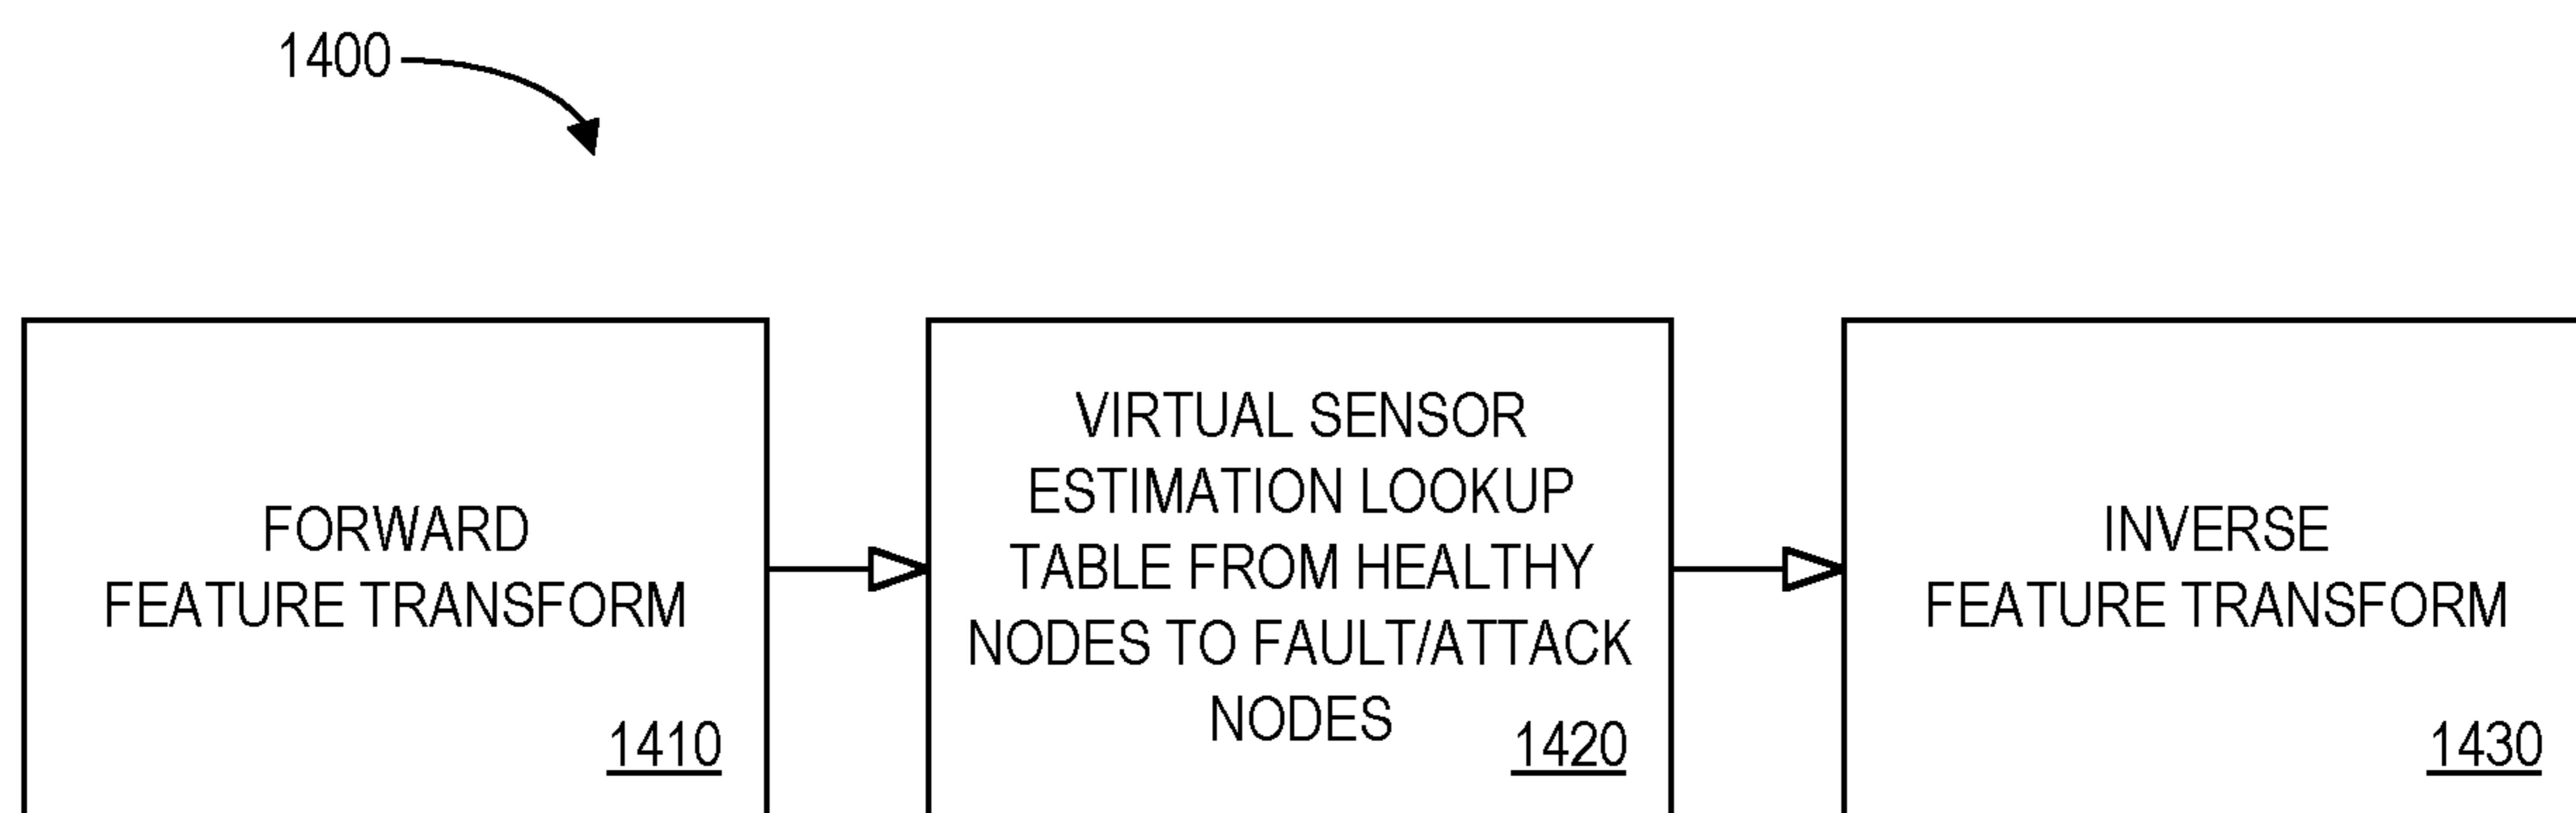 1400
FORWARD
FEATURE TRANSFORM
1410
VIRTUAL SENSOR
ESTIMATION LOOKUP
TABLE FROM HEALTHY
NODES TO FAULT/ATTACK
NODES
1420
INVERSE
FEATURE TRANSFORM
1430